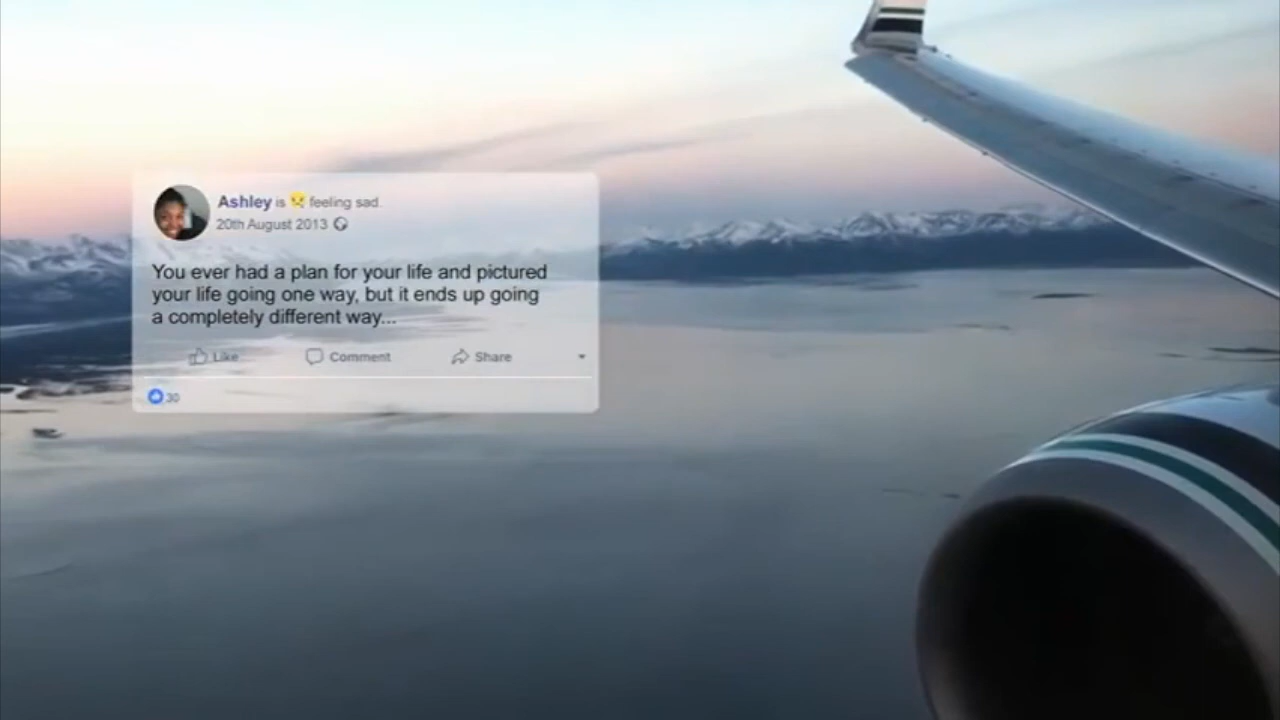 Ashley is feeling sad.
20th August 2013
You ever had a plan for your life and pictured
your life going one way, but it ends up going
a completely different way...
Like Comment Share
30